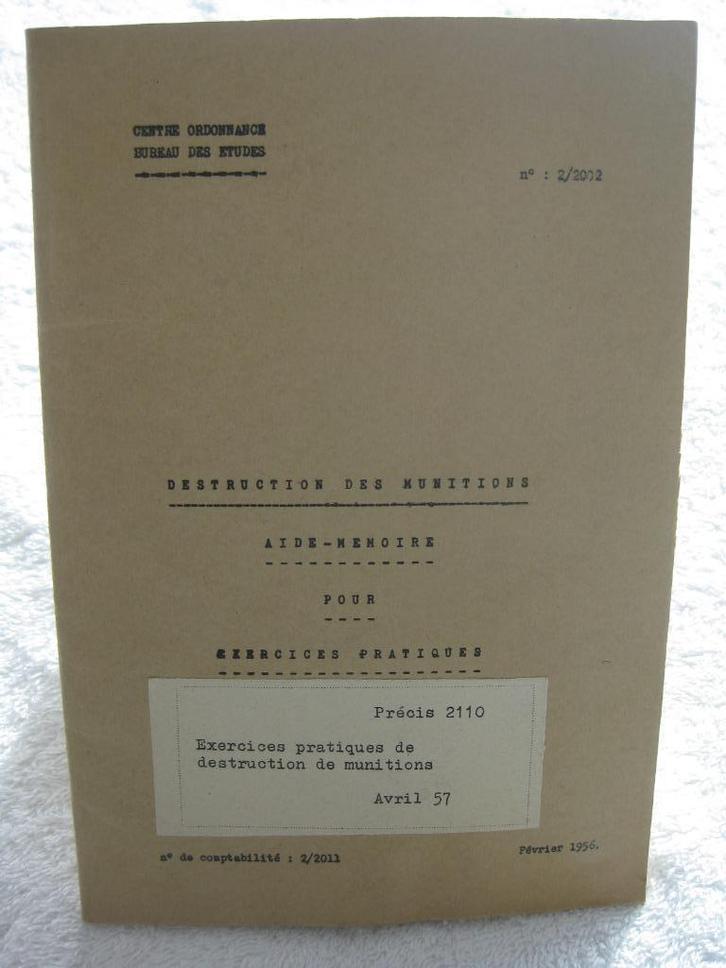 CENTRE ORDONNANCE
BUREAU DES ETUDES
n° : 2/2002
DESTRUCTION DES MUNITIONS
AIDE-MEMOIRE
POUR
EXERCICES PRATIQUES
Précis 2110
Exercices pratiques de
destruction de munitions
Avril 57
n° de comptabilité : 2/2011
Février 1956.